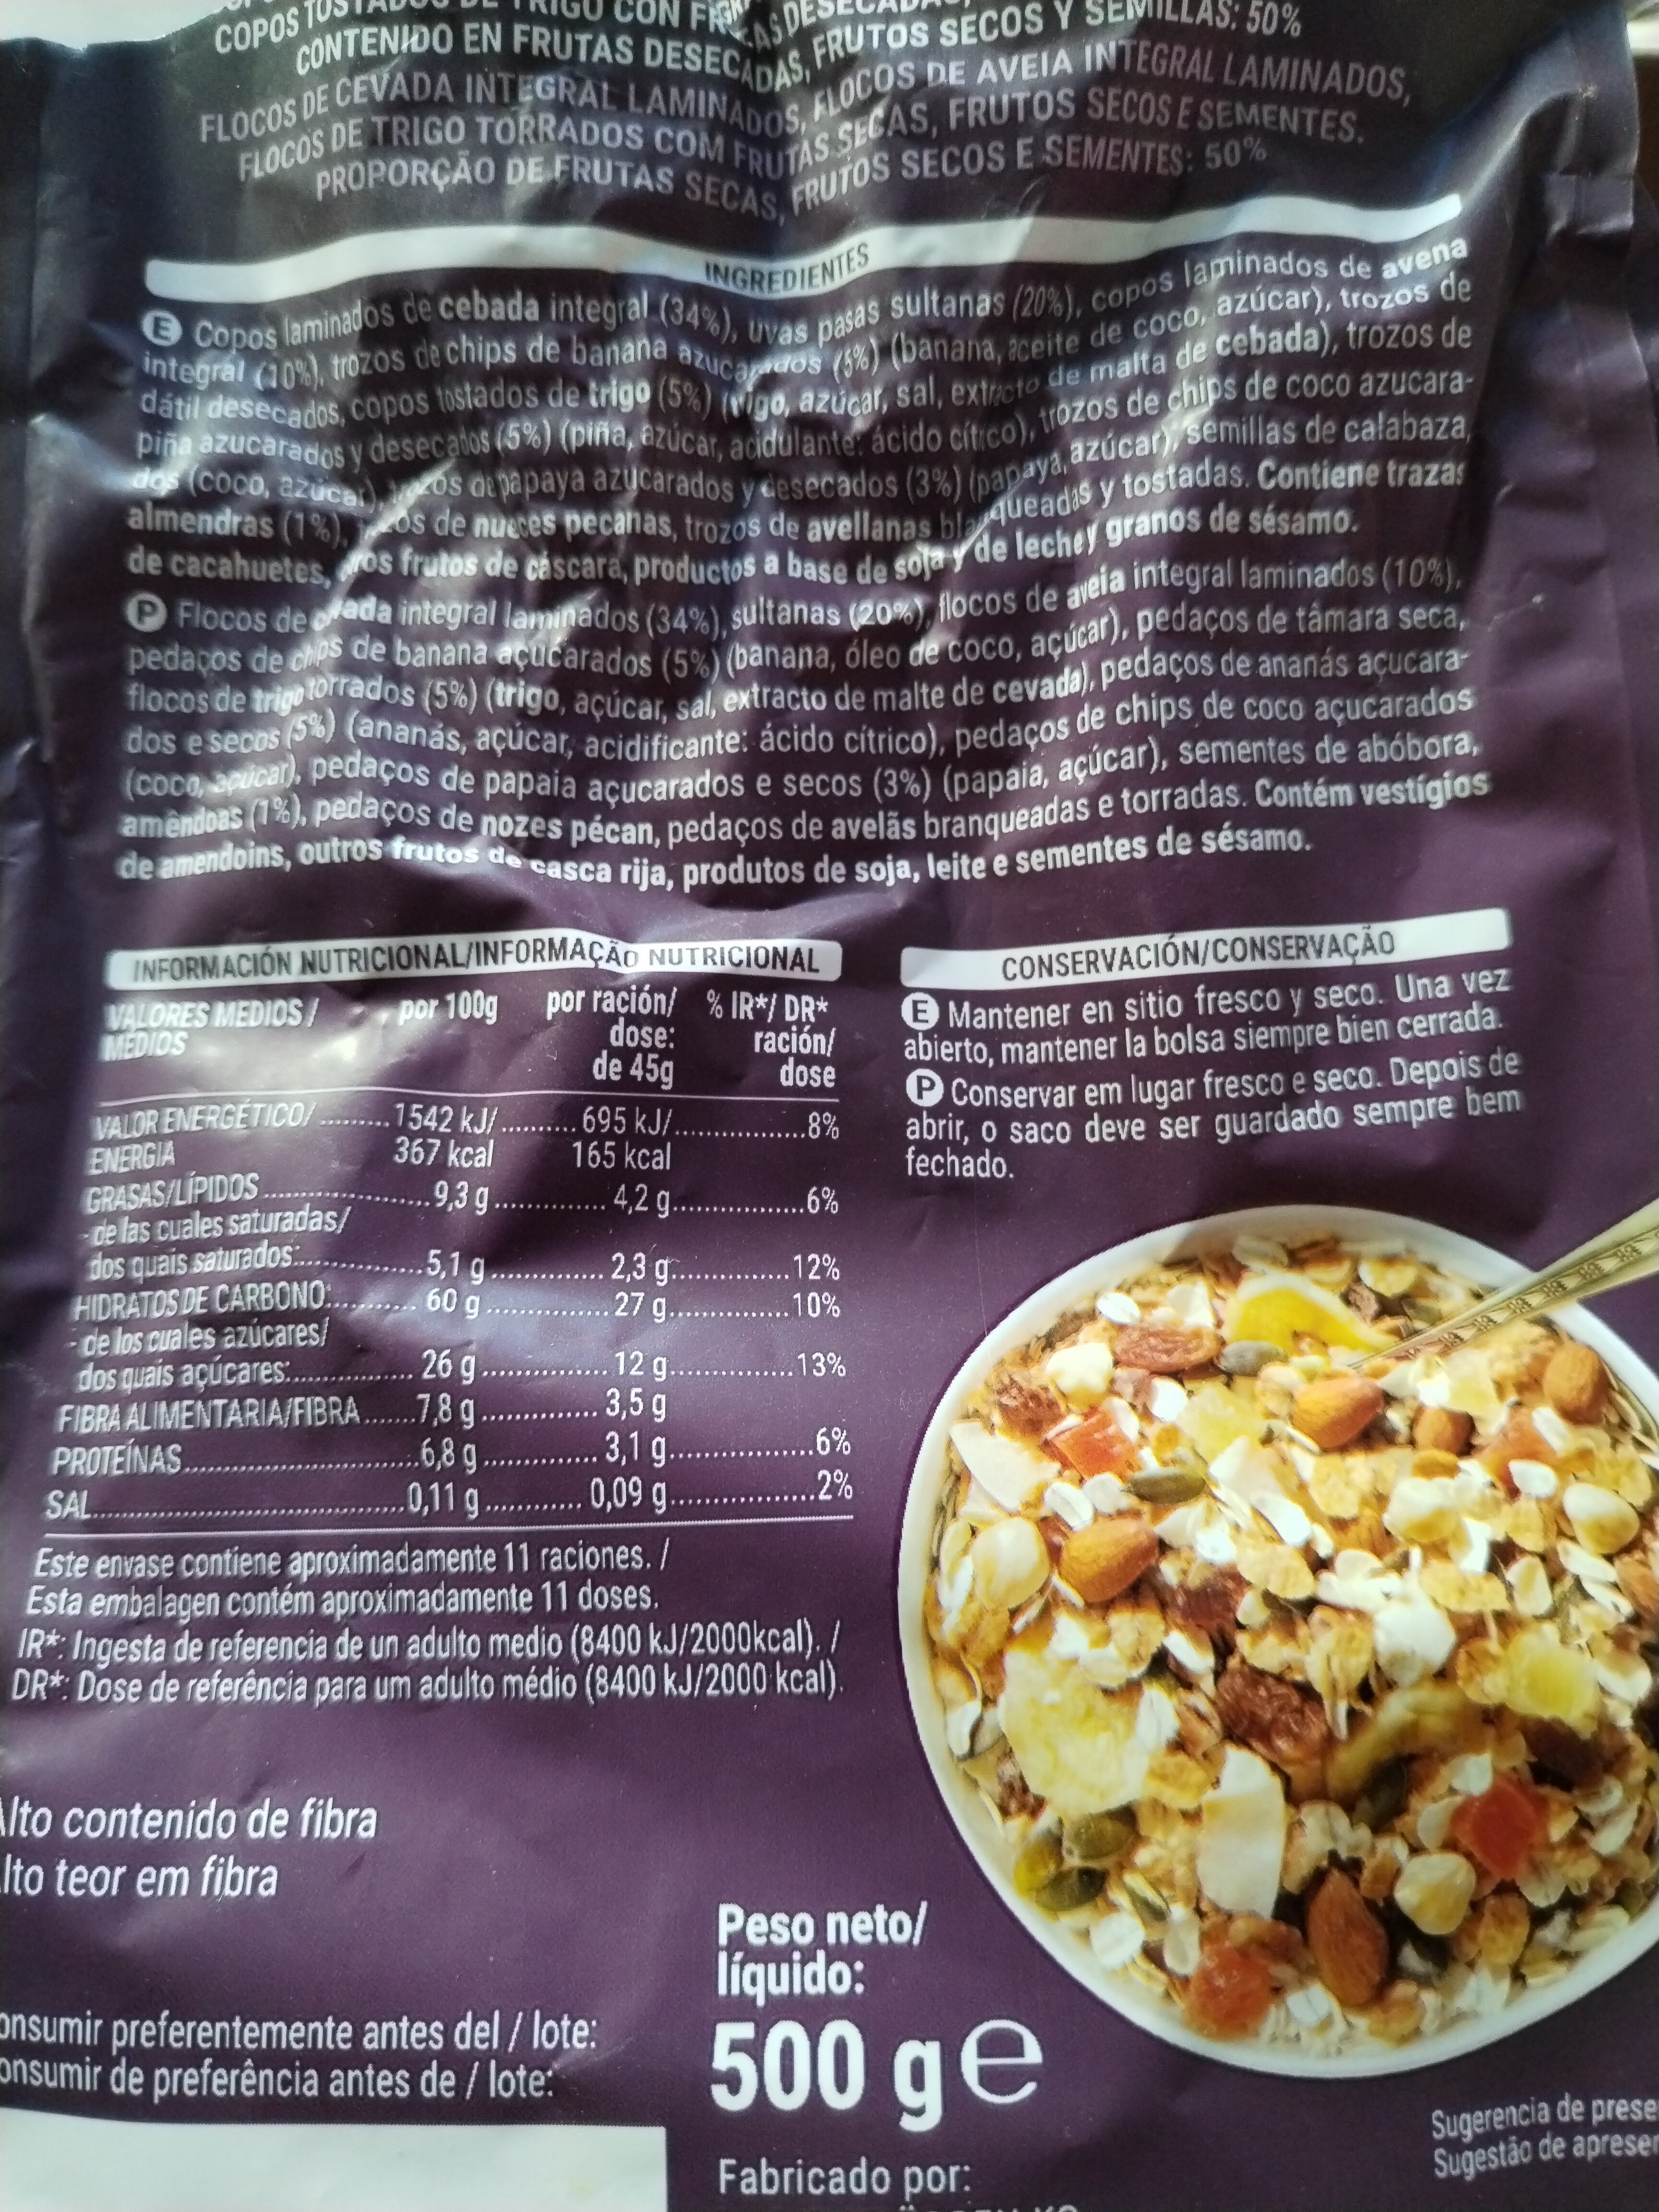 COPOS TOSTADOS DE TRIGO CON
CONTENIDO EN FRUTAS DESECADAS, FRUTOS SECOS Y SEMILLAS: 50%
FLOCOS DE CEVADA INTEGRAL LAMINADOS, FLOCOS DE AVEIA INTEGRAL LAMINADOS,
FLOCOS DE TRIGO TORRADOS COM FRUTAS SECAS, FRUTOS SECOS E SEMENTES.
PROPORÇÃO DE FRUTAS SECAS, FRUTOS SECOS E SEMENTES: 50%
INGREDIENTES
E Copos laminados de cebada integral (34%), uvas pasas sultanas (20%), copos laminados de avena
integral (10%), trozos de chips de banana azucarados (5%) (banana, aceite de coco, azúcar), trozos de
dátil desecados, copos tostados de trigo (5%) (trigo, azúcar, sal, extracto de malta de cebada), trozos de
piña azucarados y desecados (5%) (piña, azúcar, acidulante: ácido cítrico), trozos de chips de coco azucara-
dos (coco, azúcar), trozos de papaya azucarados y desecados (3%) (papaya, azúcar), semillas de calabaza,
almendras (1%), trozos de nueces pecanas, trozos de avellanas blanqueadas y tostadas. Contiene trazas
de cacahuetes, otros frutos de cáscara, productos a base de soja y de leche y granos de sésamo.
P Flocos de cevada integral laminados (34%), sultanas (20%), flocos de aveia integral laminados (10%),
pedaços de chips de banana açucarados (5%) (banana, óleo de coco, açúcar), pedaços de tâmara seca,
flocos de trigo torrados (5%) (trigo, açúcar, sal, extracto de malte de cevada), pedaços de ananás açucara-
dos e secos (5%) (ananás, açúcar, acidificante: ácido cítrico), pedaços de chips de coco açucarados
(coco, açúcar), pedaços de papaia açucarados e secos (3%) (papaia, açúcar), sementes de abóbora,
amêndoas (1%), pedaços de nozes pécan, pedaços de avelãs branqueadas e torradas. Contém vestígios
de amendoins, outros frutos de casca rija, produtos de soja, leite e sementes de sésamo.
INFORMACIÓN NUTRICIONAL/INFORMAÇÃO NUTRICIONAL
VALORES MEDIOS / por 100g por ración/ % IR*/ DR*
MÉDIOS dose: ración/
de 45g dose
VALOR ENERGÉTICO/ ......... 1542 kJ/ .......... 695 kJ/ ................. 8%
ENERGIA 367 kcal 165 kcal
GRASAS/LÍPIDOS ....................... 9,3 g .............. 4,2 g ................. 6%
- de las cuales saturadas/
dos quais saturados: ................. 5,1 g .............. 2,3 g ................ 12%
HIDRATOS DE CARBONO: ............ 60 g ............... 27 g ................ 10%
- de los cuales azúcares/
dos quais açúcares: ................. 26 g ............... 12 g ................ 13%
FIBRA ALIMENTARIA/FIBRA ....... 7,8 g .............. 3,5 g
PROTEÍNAS ............................... 6,8 g .............. 3,1 g ................. 6%
SAL .......................................... 0,11 g ............ 0,09 g ................. 2%
Este envase contiene aproximadamente 11 raciones. /
Esta embalagen contém aproximadamente 11 doses.
IR*: Ingesta de referencia de un adulto medio (8400 kJ/2000kcal). /
DR*: Dose de referência para um adulto médio (8400 kJ/2000 kcal).
CONSERVACIÓN/CONSERVAÇÃO
E Mantener en sitio fresco y seco. Una vez
abierto, mantener la bolsa siempre bien cerrada.
P Conservar em lugar fresco e seco. Depois de
abrir, o saco deve ser guardado sempre bem
fechado.
Alto contenido de fibra
Alto teor em fibra
onsumir preferentemente antes del / lote:
onsumir de preferência antes de / lote:
Peso neto/
líquido:
500 g e
Fabricado por:
Sugerencia de prese
Sugestão de apresen